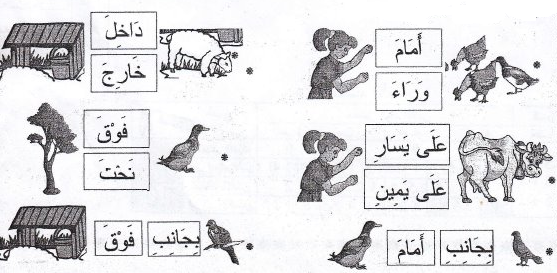 أَمَامَ
وَرَاءَ
دَاخِلَ
خَارِجَ
عَلَى يَسَارِ
عَلَى يَمِينِ
فَوْقَ
تَحْتَ
بِجَانِبِ أَمَامَ
بِجَانِبِ فَوْقَ